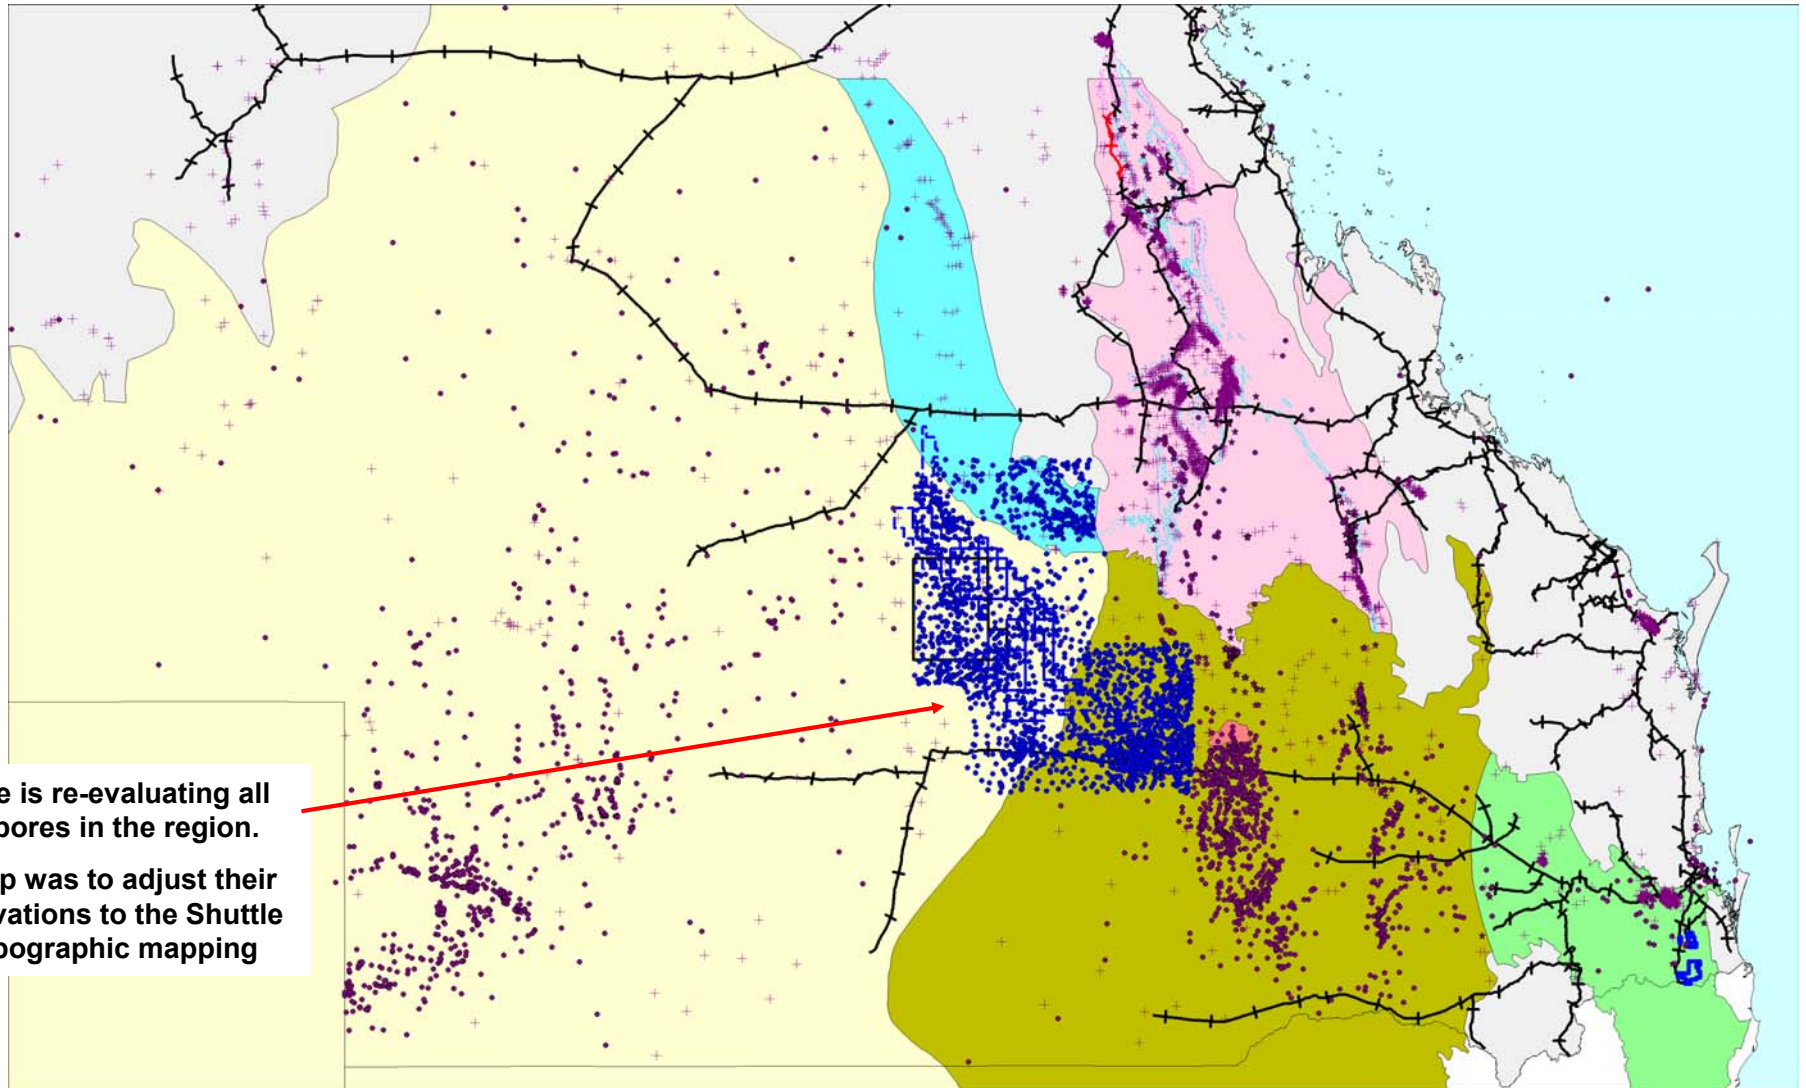 e is re-evaluating all
bores in the region.
p was to adjust their
vations to the Shuttle
pographic mapping